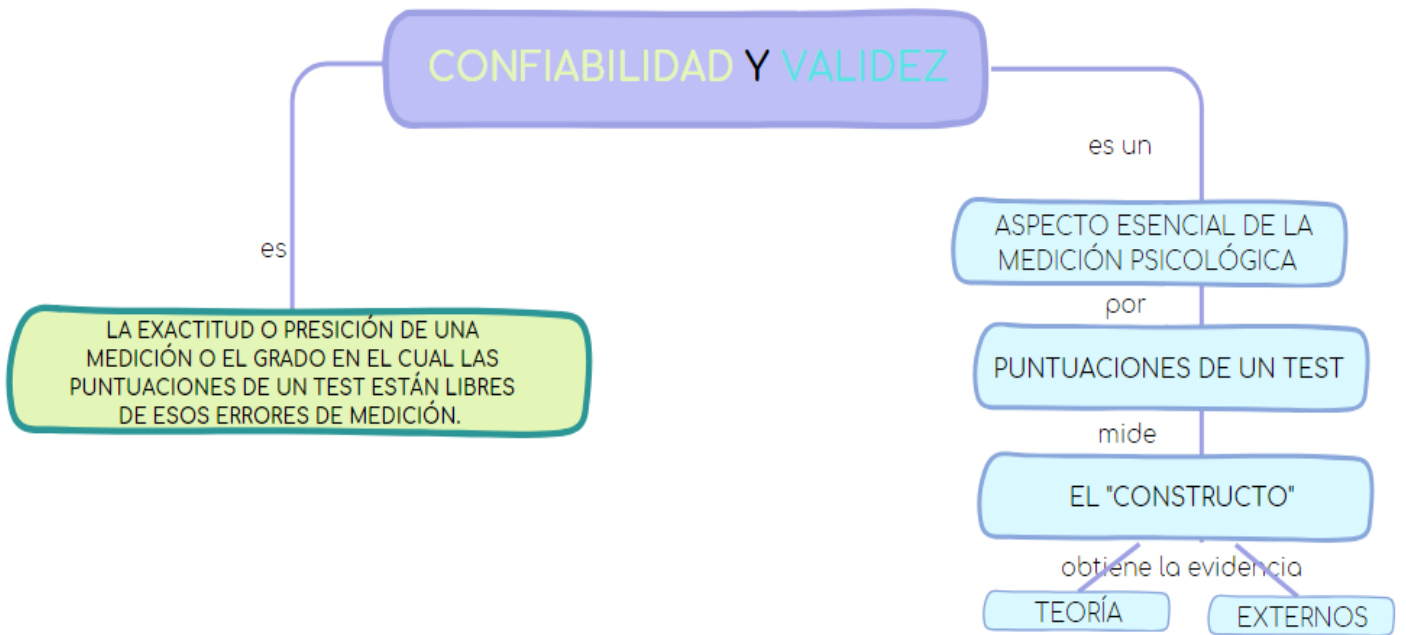 CONFIABILIDAD Y VALIDEZ
es
LA EXACTITUD O PRESICIÓN DE UNA
MEDICIÓN O EL GRADO EN EL CUAL LAS
PUNTUACIONES DE UN TEST ESTÁN LIBRES
DE ESOS ERRORES DE MEDICIÓN.
es un
ASPECTO ESENCIAL DE LA
MEDICIÓN PSICOLÓGICA
por
PUNTUACIONES DE UN TEST
mide
EL "CONSTRUCTO"
obtiene la evidencia
TEORÍA
EXTERNOS